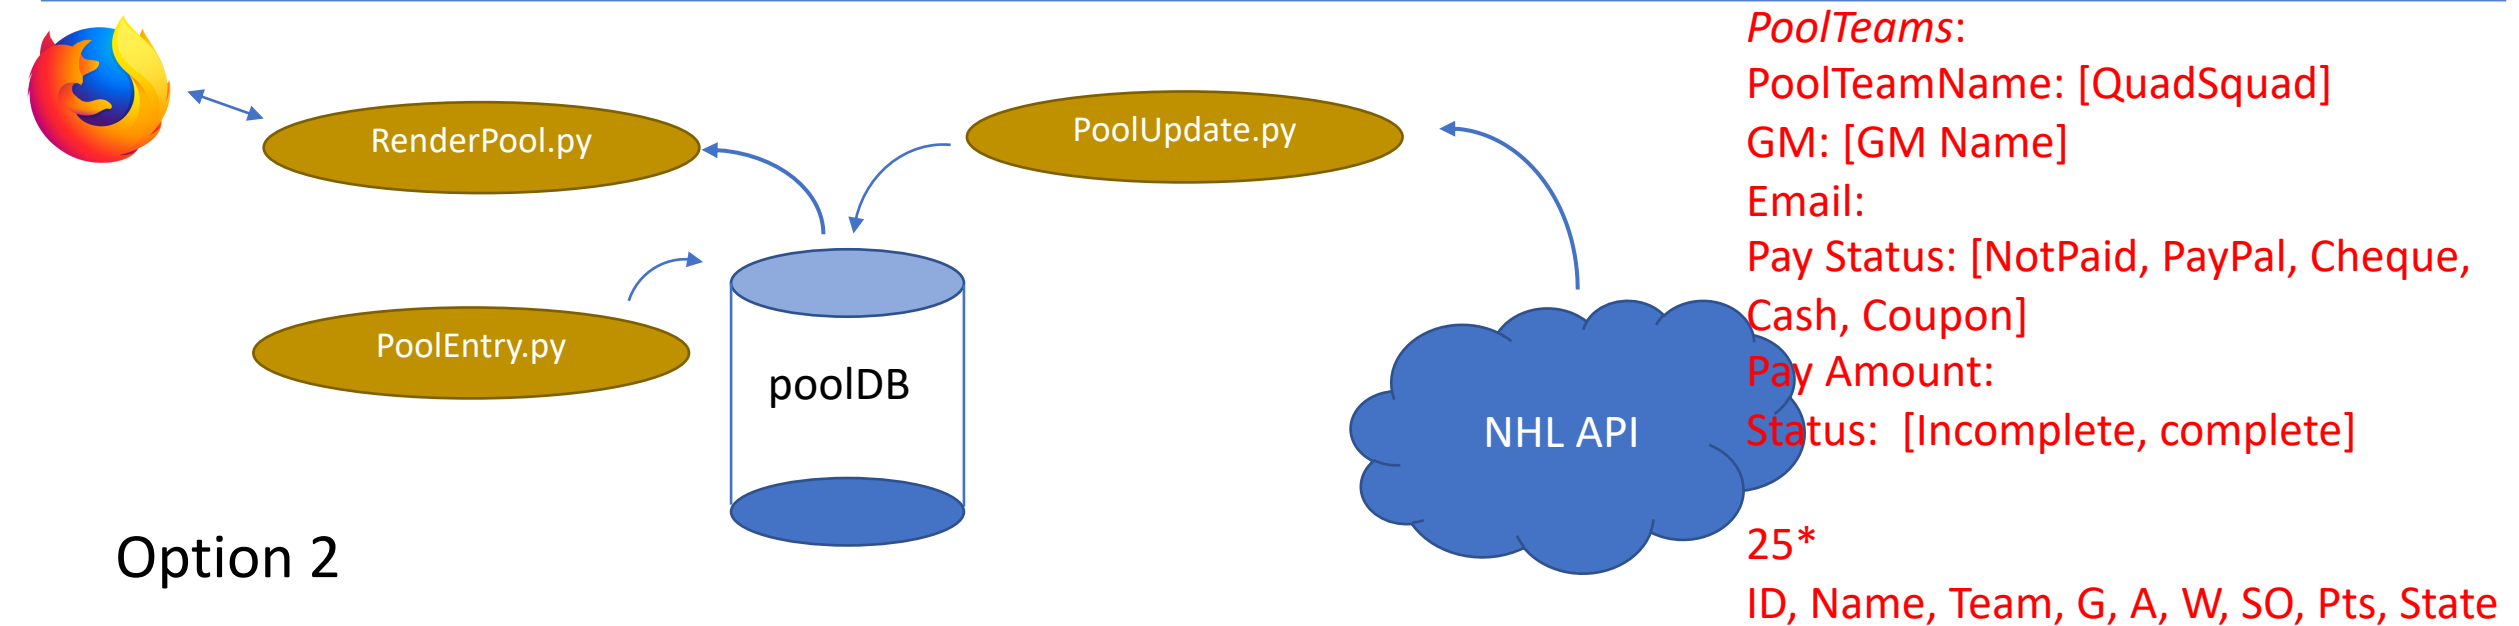 PoolTeams:
PoolTeamName: [QuadSquad]
GM: [GM Name]
Email:
Pay Status: [NotPaid, PayPal, Cheque,
Cash, Coupon]
Pay Amount:
Status:  [Incomplete, complete]
25*
ID, Name, Team, G, A, W, SO, Pts, State
RenderPool.py
PoolUpdate.py
PoolEntry.py
poolDB
NHL API
Option 2